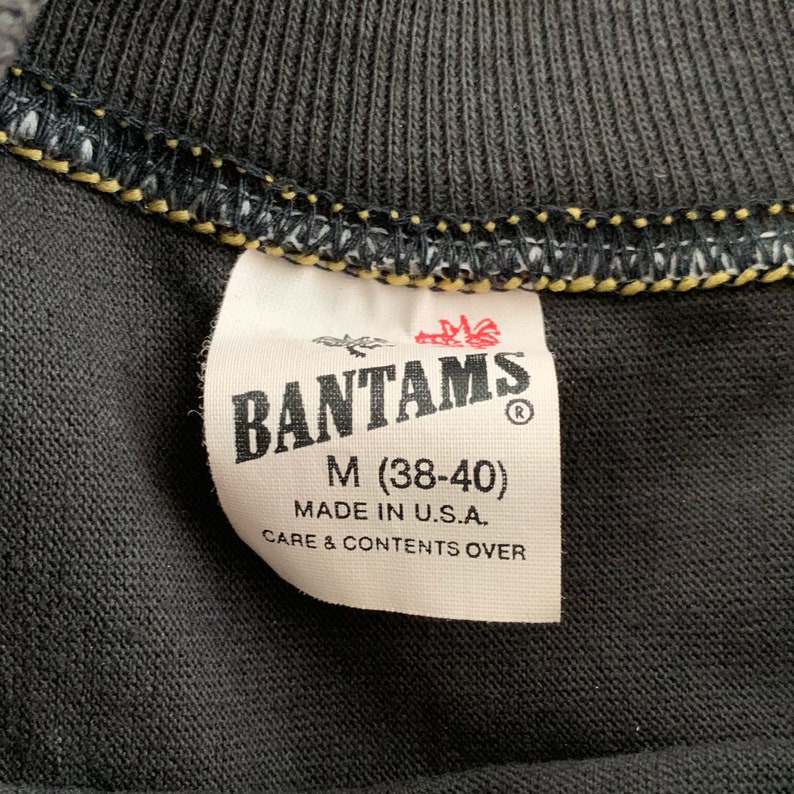 BANTAMS®
M (38-40)
MADE IN U.S.A.
CARE & CONTENTS OVER